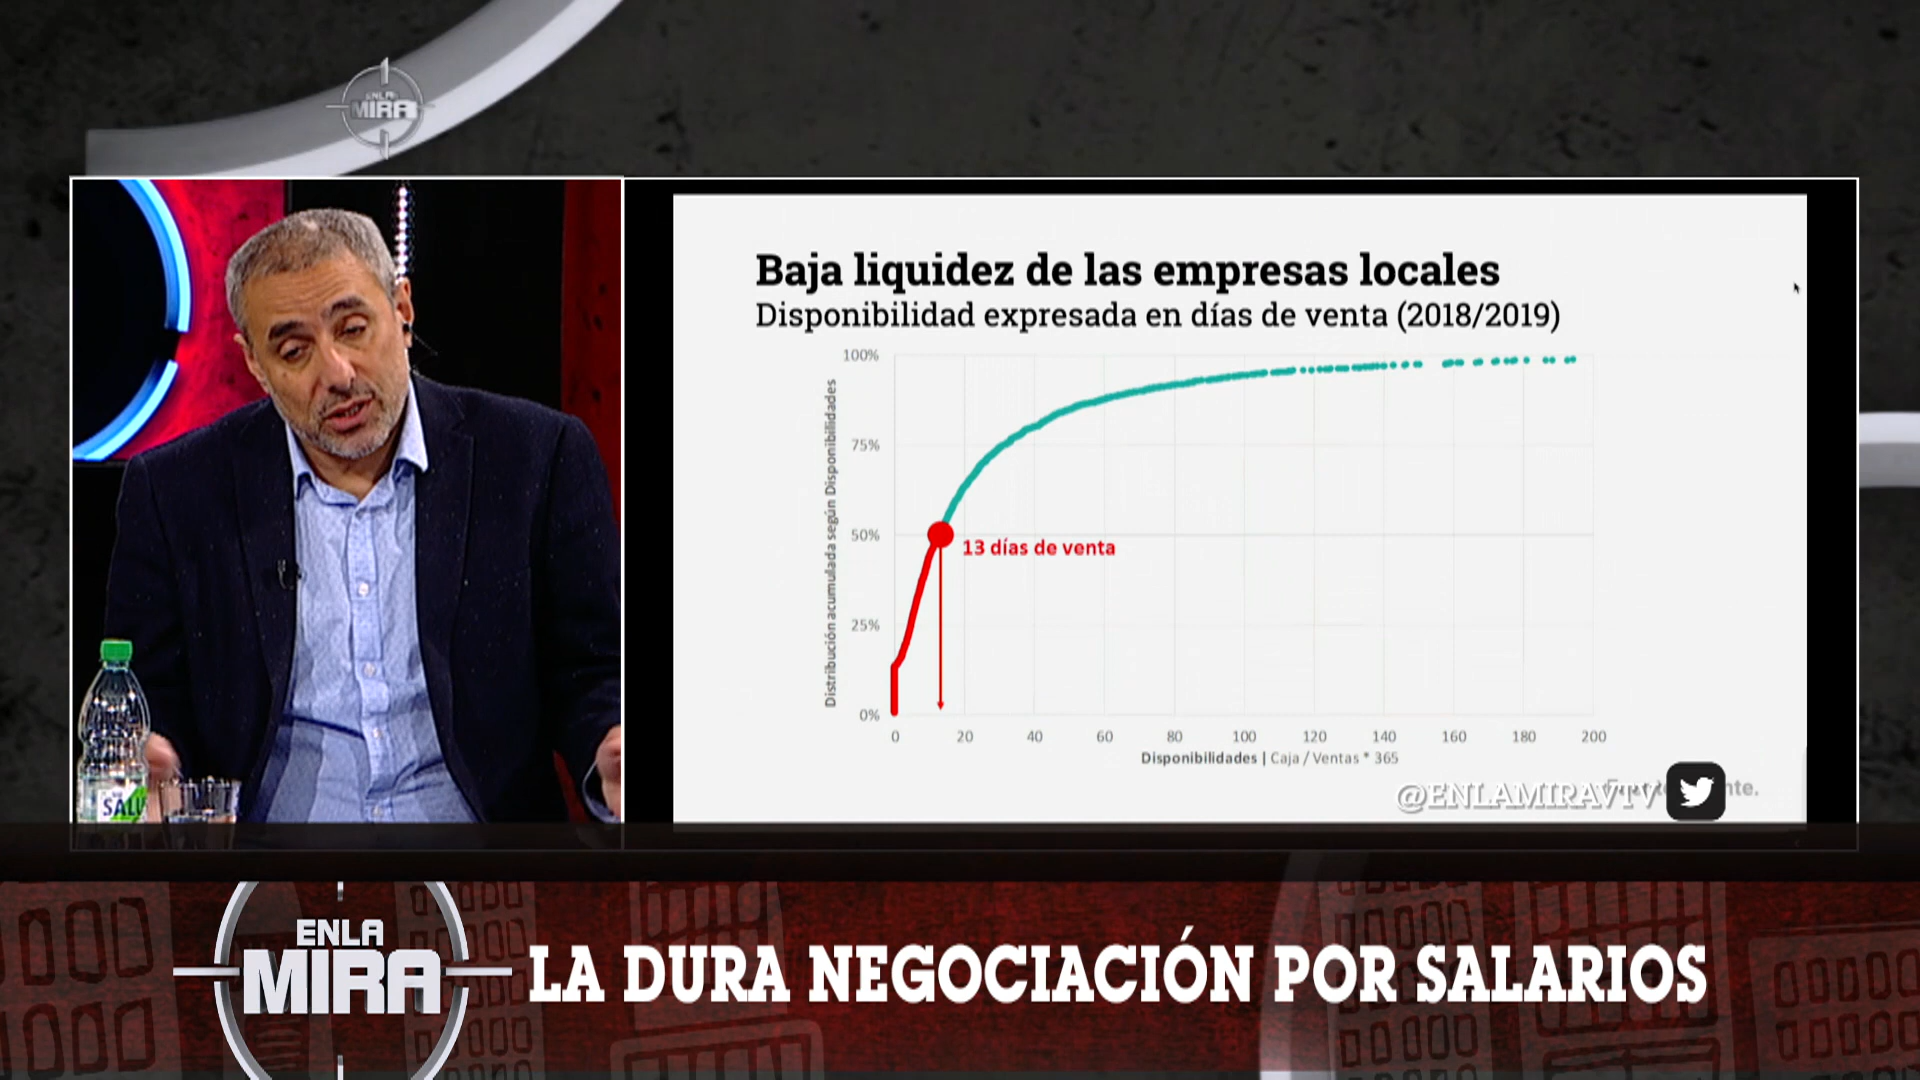 ENLA
MIRA
Baja liquidez de las empresas locales
Disponibilidad expresada en días de venta (2018/2019)
100%
75%
50%
25%
0%
Distribución acumulada según Disponibilidades
13 días de venta
0 20 40 60 80 100 120 140 160 180 200
Disponibilidades | Caja / Ventas * 365
@ENLAMIRAVTV
SALU
ENLA
MIRA
LA DURA NEGOCIACIÓN POR SALARIOS